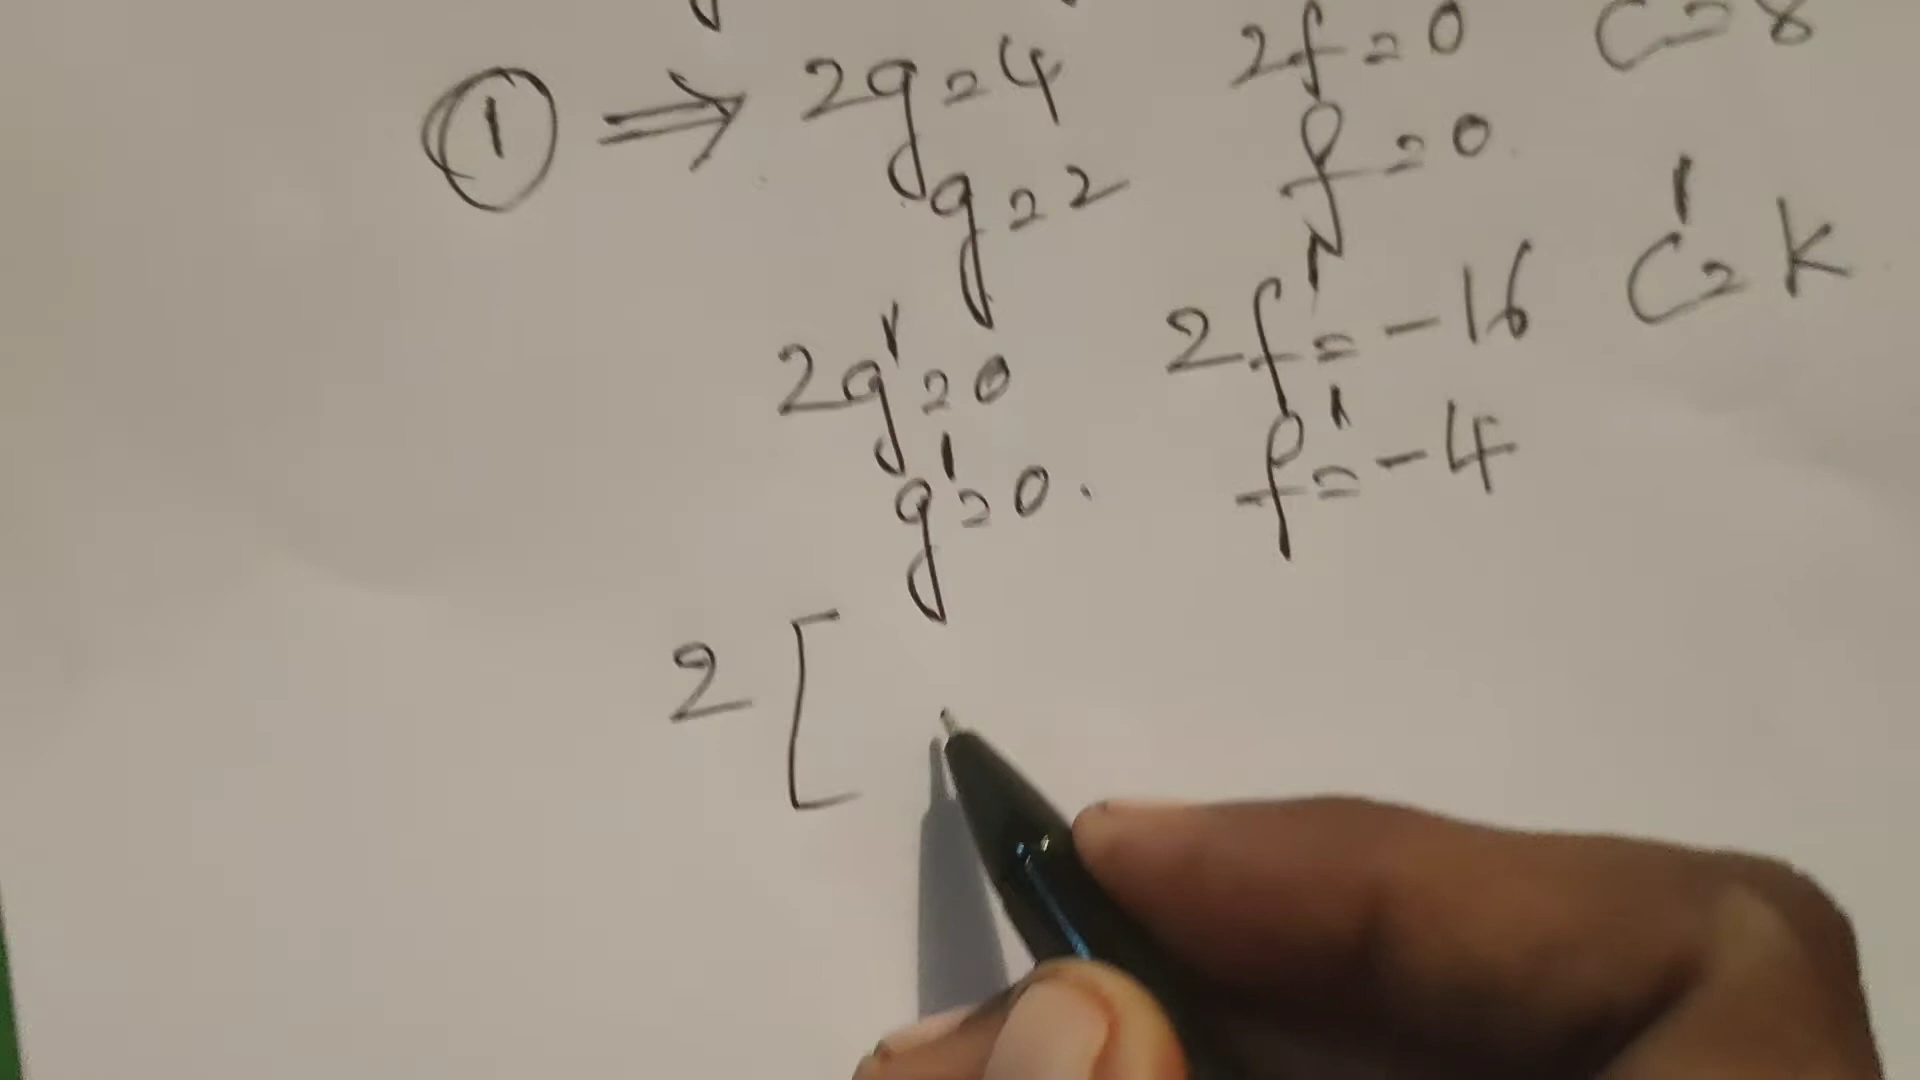 ① ⇒ 2g=4 2f=0 C=8
g=2 f=0
2g'=0 2f'=-16 C'=k
g'=0. f'=-4
2[